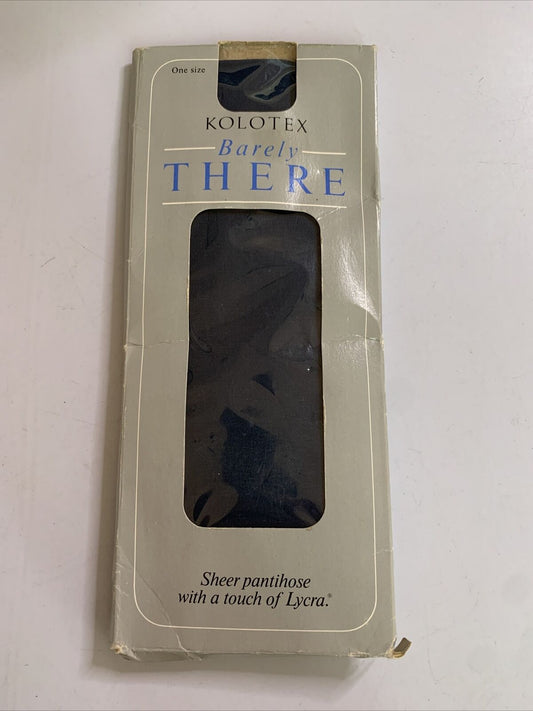 One size
KOLOTEX
Barely
THERE
Sheer pantihose
with a touch of Lycra.®